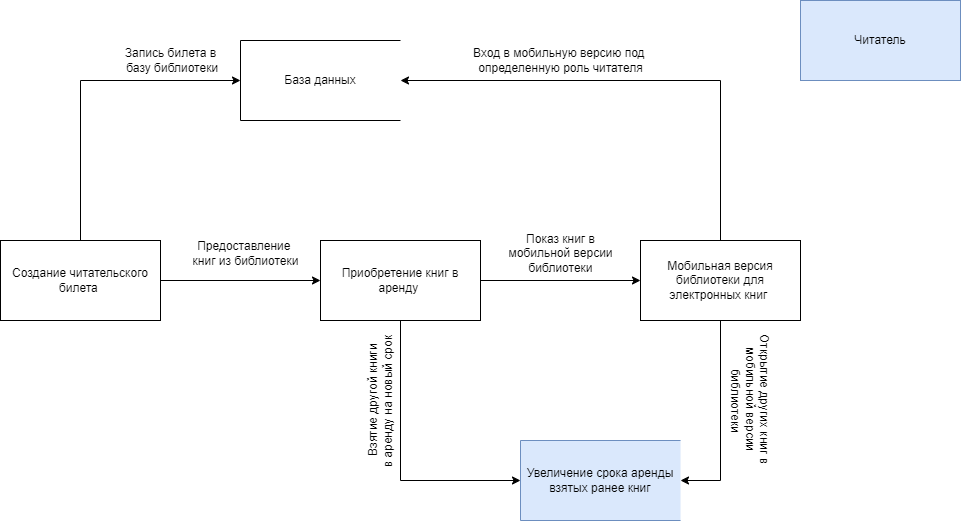 Читатель
Запись билета в
базу библиотеки
База данных
Вход в мобильную версию под
определенную роль читателя
Создание читательского
билета
Предоставление
книг из библиотеки
Приобретение книг в
аренду
Показ книг в
мобильной версии
библиотеки
Мобильная версия
библиотеки для
электронных книг
Взятие другой книги
в аренду на новый срок
Открытие других книг в
мобильной версии
библиотеки
Увеличение срока аренды
взятых ранее книг